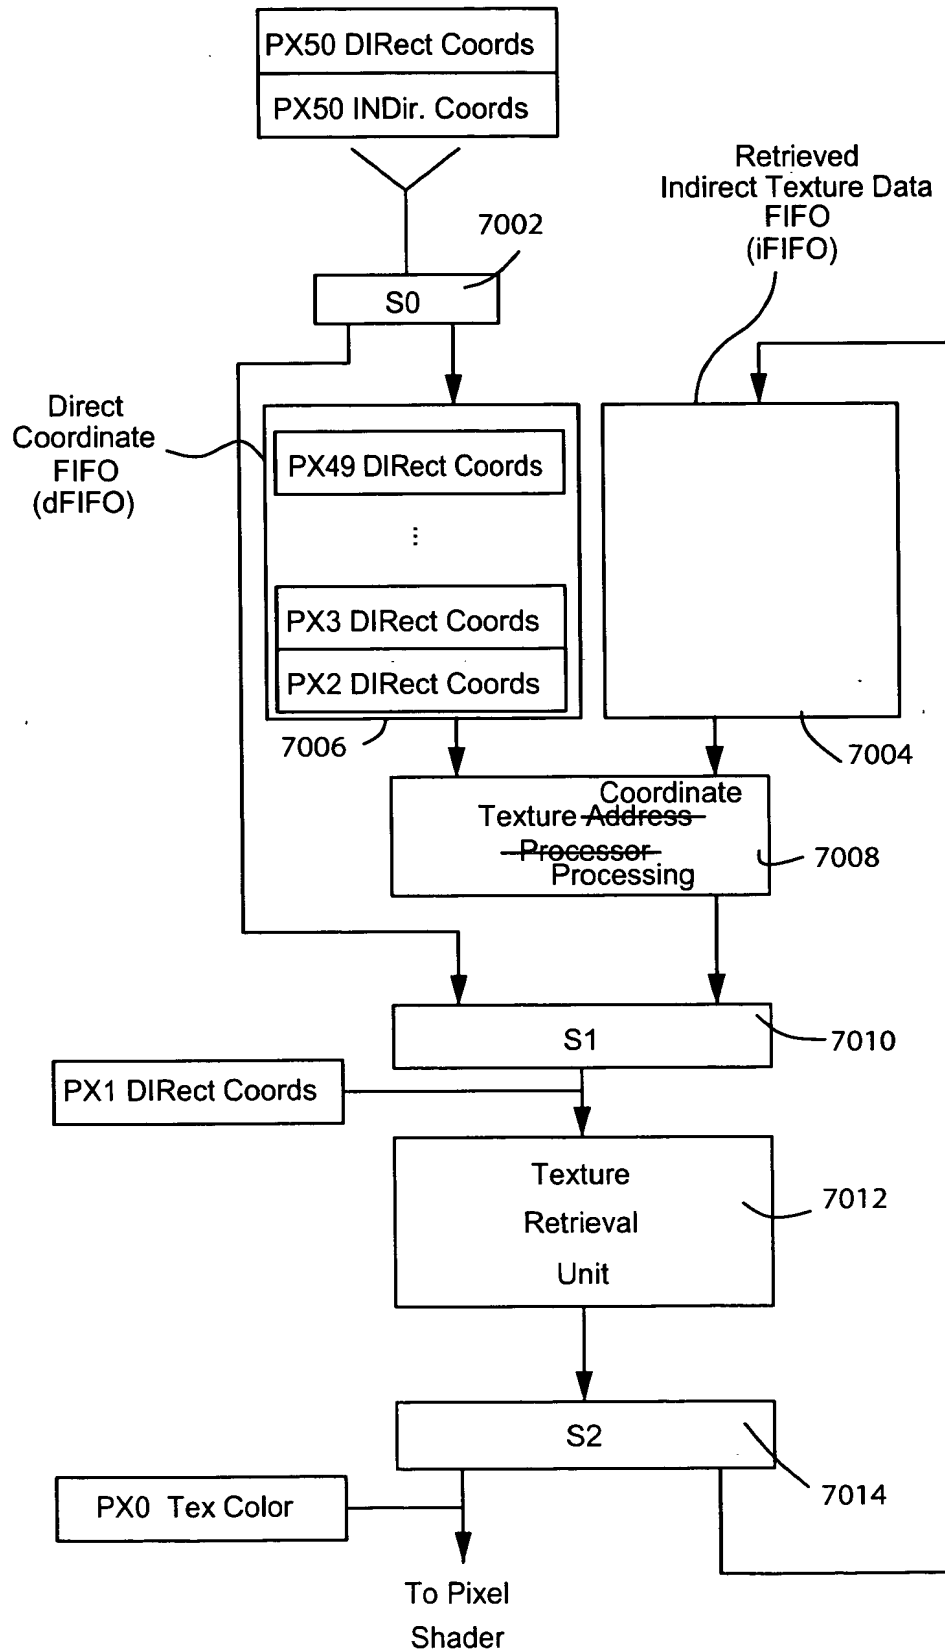 PX50 DIRect Coords
PX50 INDir. Coords
Retrieved
Indirect Texture Data
FIFO
(iFIFO)
7002
S0
Direct
Coordinate
FIFO
(dFIFO)
PX49 DIRect Coords
...
PX3 DIRect Coords
PX2 DIRect Coords
7006
7004
Coordinate
Texture Address
Processor
Processing
7008
S1
7010
PX1 DIRect Coords
Texture
Retrieval
Unit
7012
S2
7014
PX0 Tex Color
To Pixel
Shader